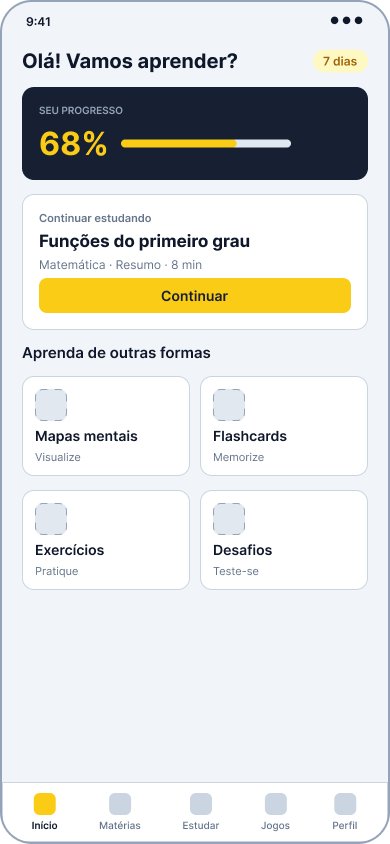 9:41
Olá! Vamos aprender?
7 dias
SEU PROGRESSO
68%
Continuar estudando
Funções do primeiro grau
Matemática · Resumo · 8 min
Continuar
Aprenda de outras formas
Mapas mentais
Visualize
Flashcards
Memorize
Exercícios
Pratique
Desafios
Teste-se
Início
Matérias
Estudar
Jogos
Perfil